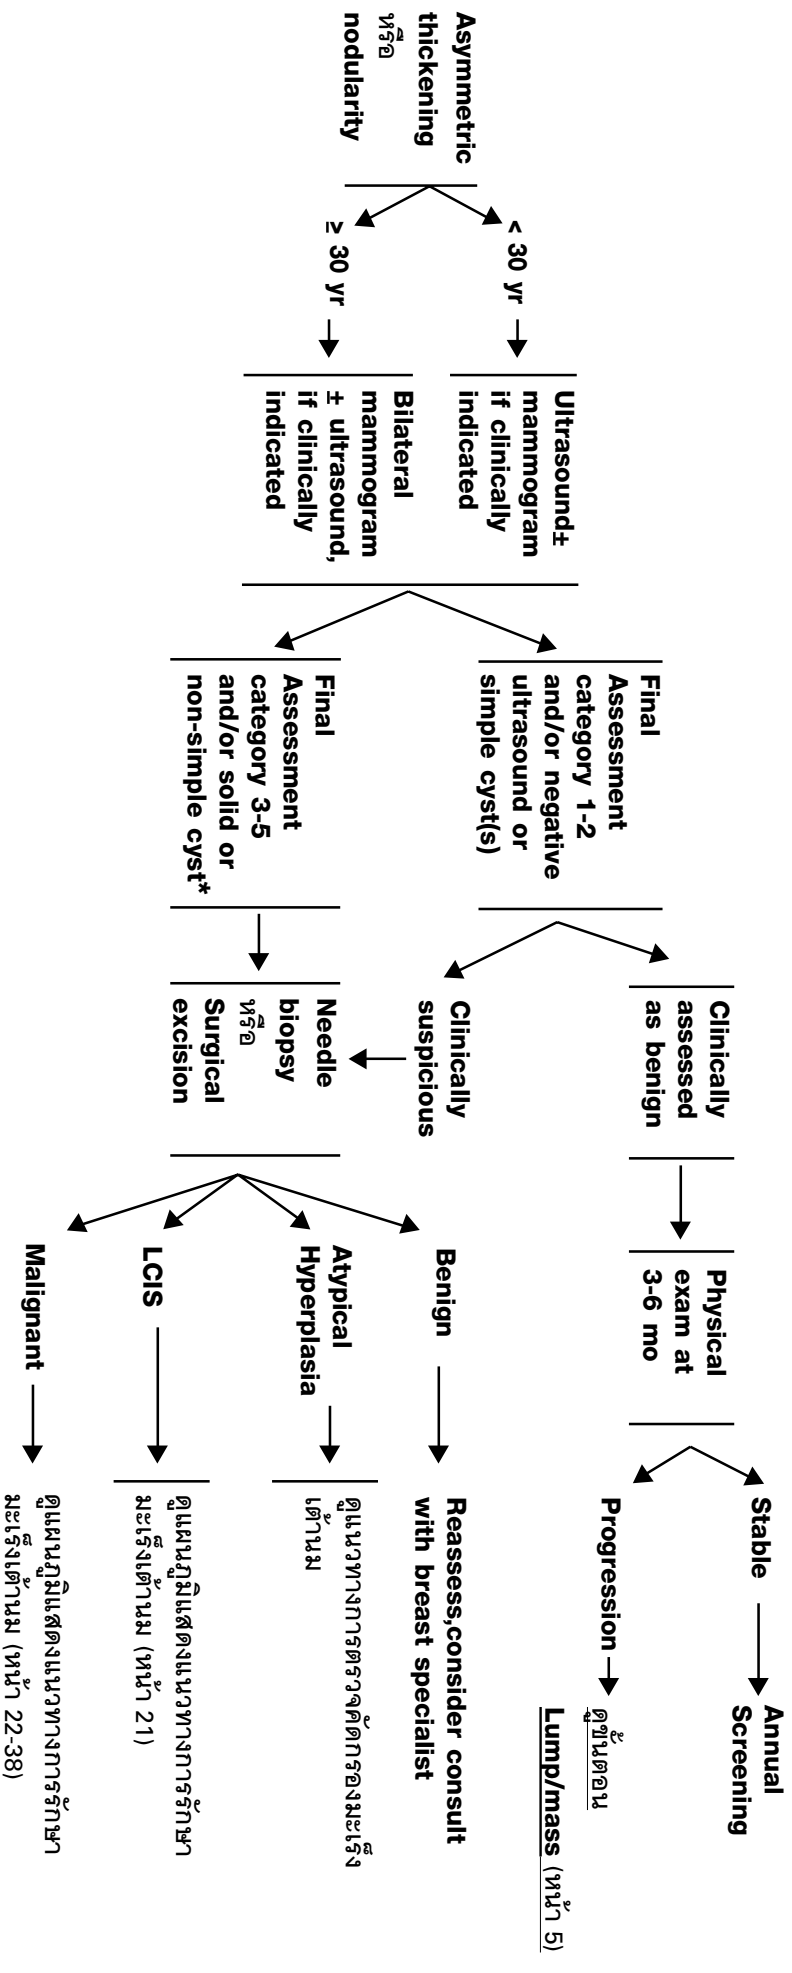 Asymmetric
thickening
หรือ
nodularity
< 30 yr
≥ 30 yr
Ultrasound±
mammogram
if clinically
indicated
Bilateral
mammogram
± ultrasound,
if clinically
indicated
Final
Assessment
category 1-2
and/or negative
ultrasound or
simple cyst(s)
Final
Assessment
category 3-5
and/or solid or
non-simple cyst*
Clinically
assessed
as benign
Clinically
suspicious
Needle
biopsy
หรือ
Surgical
excision
Physical
exam at
3-6 mo
Stable
Annual
Screening
Progression
ดูขั้นตอน
Lump/mass (หน้า 5)
Benign
Reassess,consider consult
with breast specialist
Atypical
Hyperplasia
ดูแนวทางการตรวจคัดกรองมะเร็ง
เต้านม
LCIS
ดูแผนภูมิแสดงแนวทางการรักษา
มะเร็งเต้านม (หน้า 21)
Malignant
ดูแผนภูมิแสดงแนวทางการรักษา
มะเร็งเต้านม (หน้า 22-38)